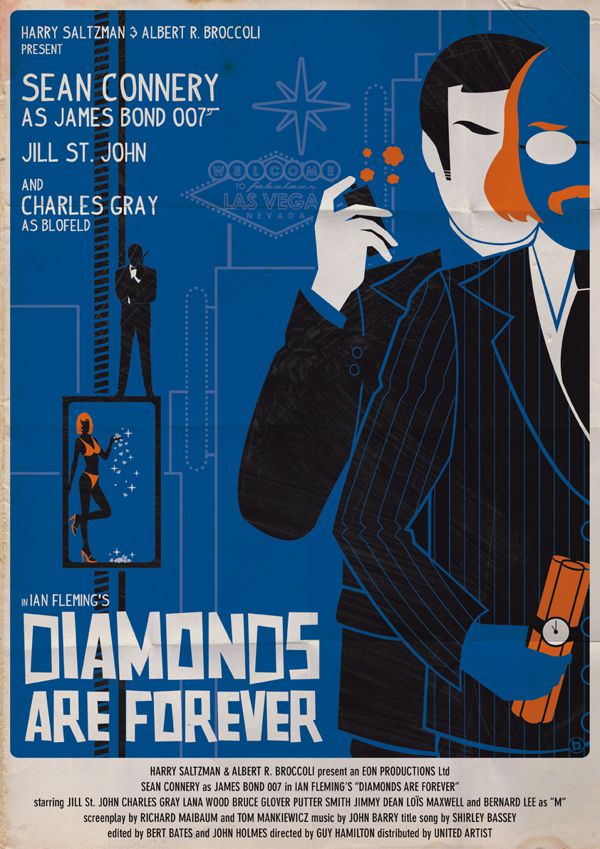 HARRY SALTZMAN & ALBERT R. BROCCOLI
PRESENT
SEAN CONNERY
AS JAMES BOND 007
JILL ST. JOHN
AND
CHARLES GRAY
AS BLOFELD
WELCOME
TO fabulous
LAS VEGA
NEVADA
IN IAN FLEMING'S
DIAMONDS
ARE FOREVER
HARRY SALTZMAN & ALBERT R. BROCCOLI present an EON PRODUCTIONS Ltd
SEAN CONNERY as JAMES BOND 007 in IAN FLEMING'S "DIAMONDS ARE FOREVER"
starring JILL St. JOHN CHARLES GRAY LANA WOOD BRUCE GLOVER PUTTER SMITH JIMMY DEAN LOÏS MAXWELL and BERNARD LEE as "M"
screenplay by RICHARD MAIBAUM and TOM MANKIEWICZ music by JOHN BARRY title song by SHIRLEY BASSEY
edited by BERT BATES and JOHN HOLMES directed by GUY HAMILTON distributed by UNITED ARTIST